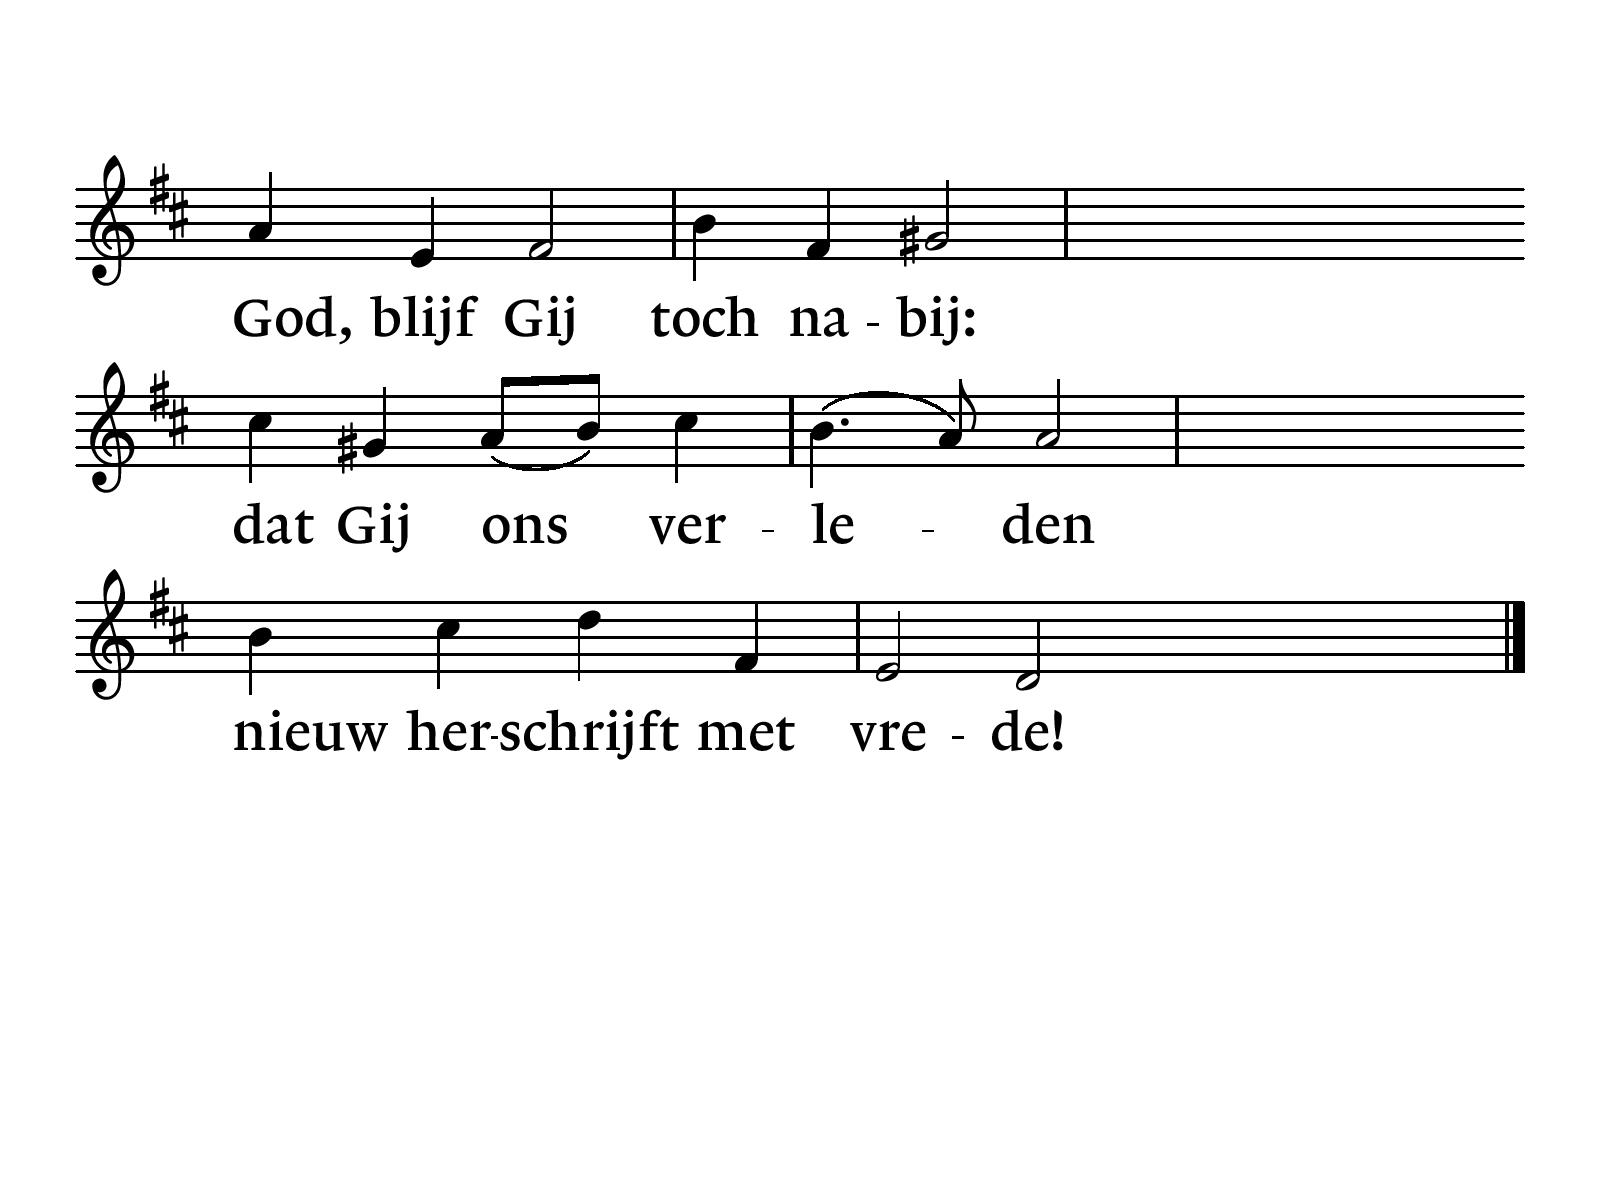 God, blijf Gij toch na - bij:
dat Gij ons ver - le - den
nieuw her-schrijft met vre - de!